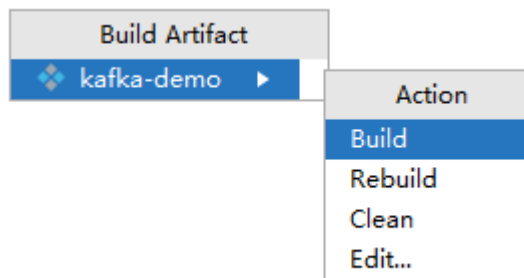 Build Artifact
kafka-demo
Action
Build
Rebuild
Clean
Edit...